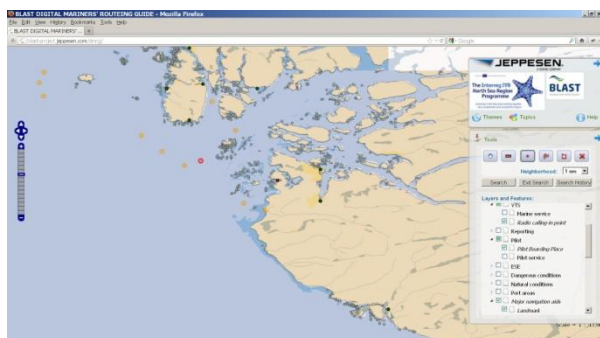 BLAST DIGITAL MARINERS' ROUTEING GUIDE - Mozilla Firefox
File Edit View History Bookmarks Tools Help
BLAST DIGITAL MARINERS' ROUTEING GUIDE
Google
JEPPESEN.
The Interreg IVB
North Sea Region
Programme
BLAST
Themes Topics Help
Tools
Neighborhood: 1 nm
Search Exit Search Search History
Layers and Features:
VTS
Marine service
Radio calling-in point
Reporting
Pilot
Pilot Boarding Place
Pilot service
ESE
Dangerous conditions
Natural conditions
Port areas
Major navigation aids
Landmark